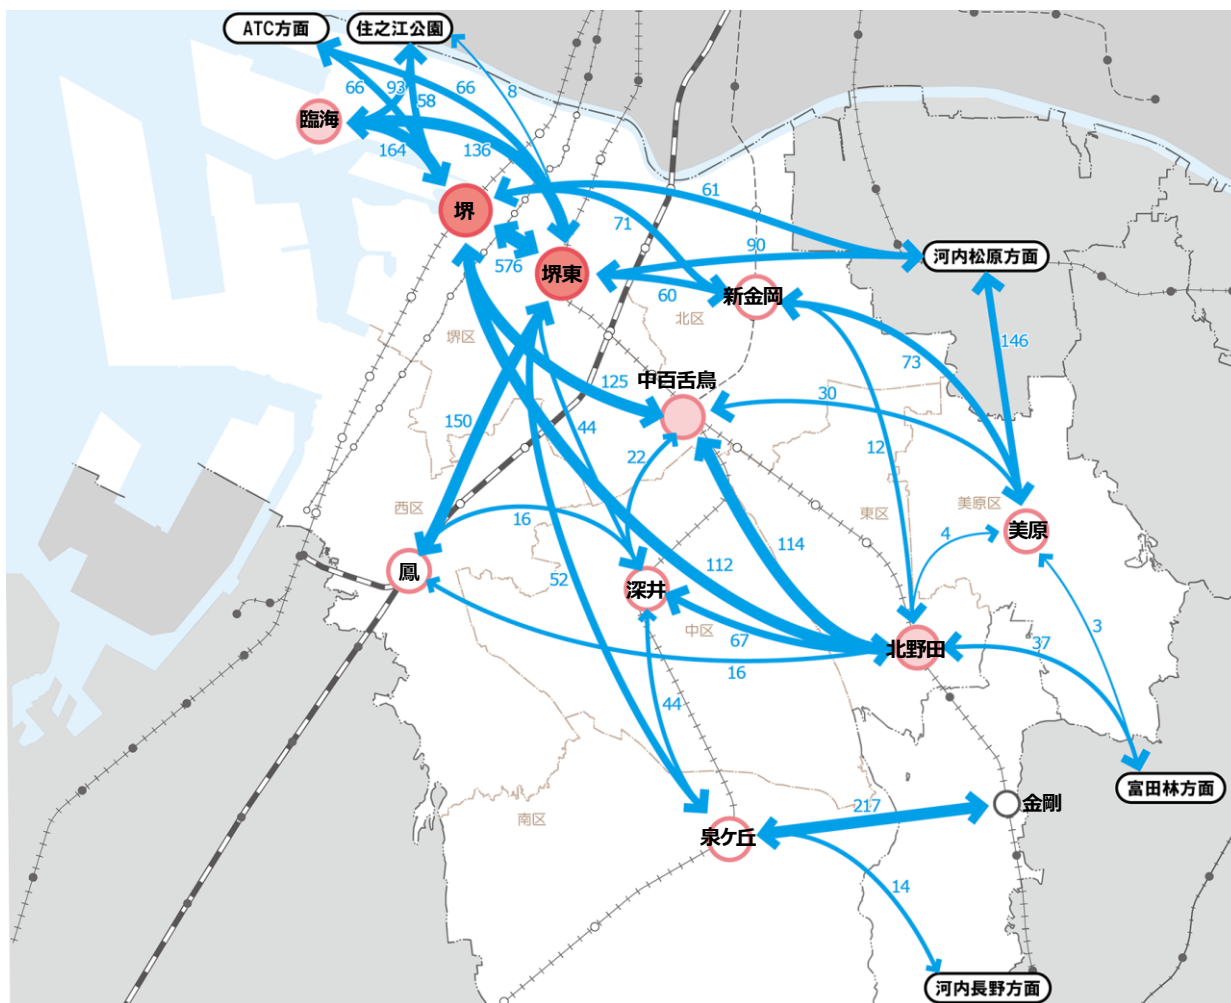 ATC方面
住之江公園
66
93
66
58
8
臨海
164
136
堺
61
71
576
堺東
90
河内松原方面
60
新金岡
北区
堺区
146
73
中百舌鳥
125
30
150
44
22
12
西区
16
東区
美原区
美原
4
鳳
52
深井
112
114
中区
67
北野田
3
16
37
44
富田林方面
南区
217
金剛
泉ケ丘
14
河内長野方面